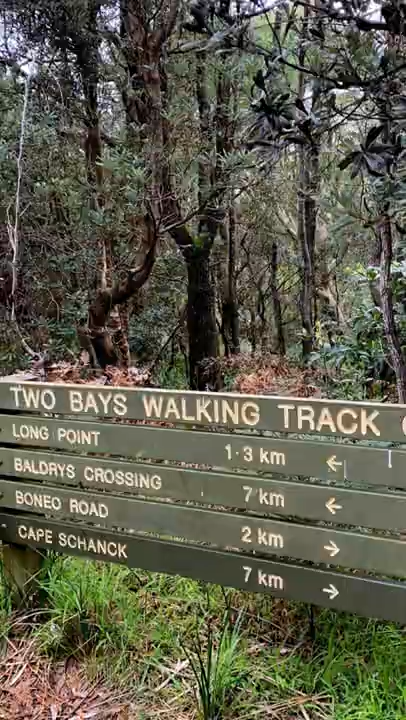 TWO BAYS WALKING TRACK
LONG POINT 1·3 km ←
BALDRYS CROSSING 7 km ←
BONEO ROAD 2 km →
CAPE SCHANCK 7 km →